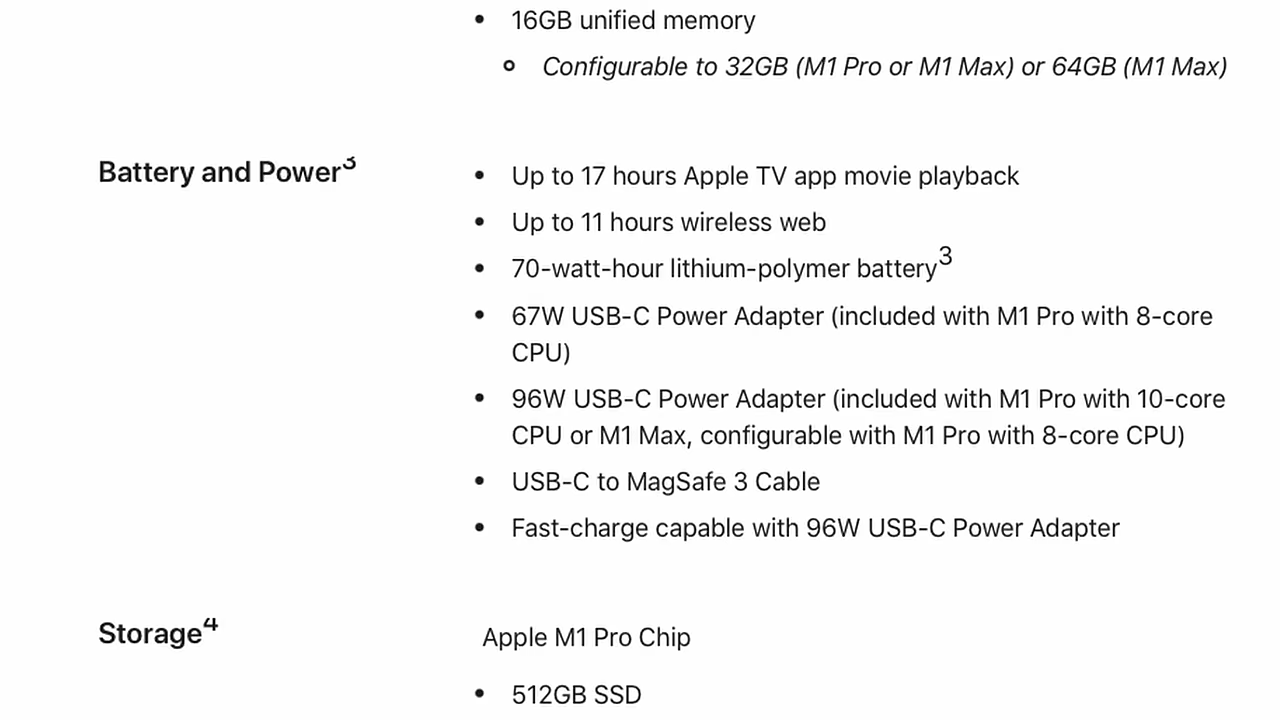 16GB unified memory
Configurable to 32GB (M1 Pro or M1 Max) or 64GB (M1 Max)
Battery and Power3
Up to 17 hours Apple TV app movie playback
Up to 11 hours wireless web
70-watt-hour lithium-polymer battery3
67W USB-C Power Adapter (included with M1 Pro with 8-core
CPU)
96W USB-C Power Adapter (included with M1 Pro with 10-core
CPU or M1 Max, configurable with M1 Pro with 8-core CPU)
USB-C to MagSafe 3 Cable
Fast-charge capable with 96W USB-C Power Adapter
Storage4
Apple M1 Pro Chip
512GB SSD